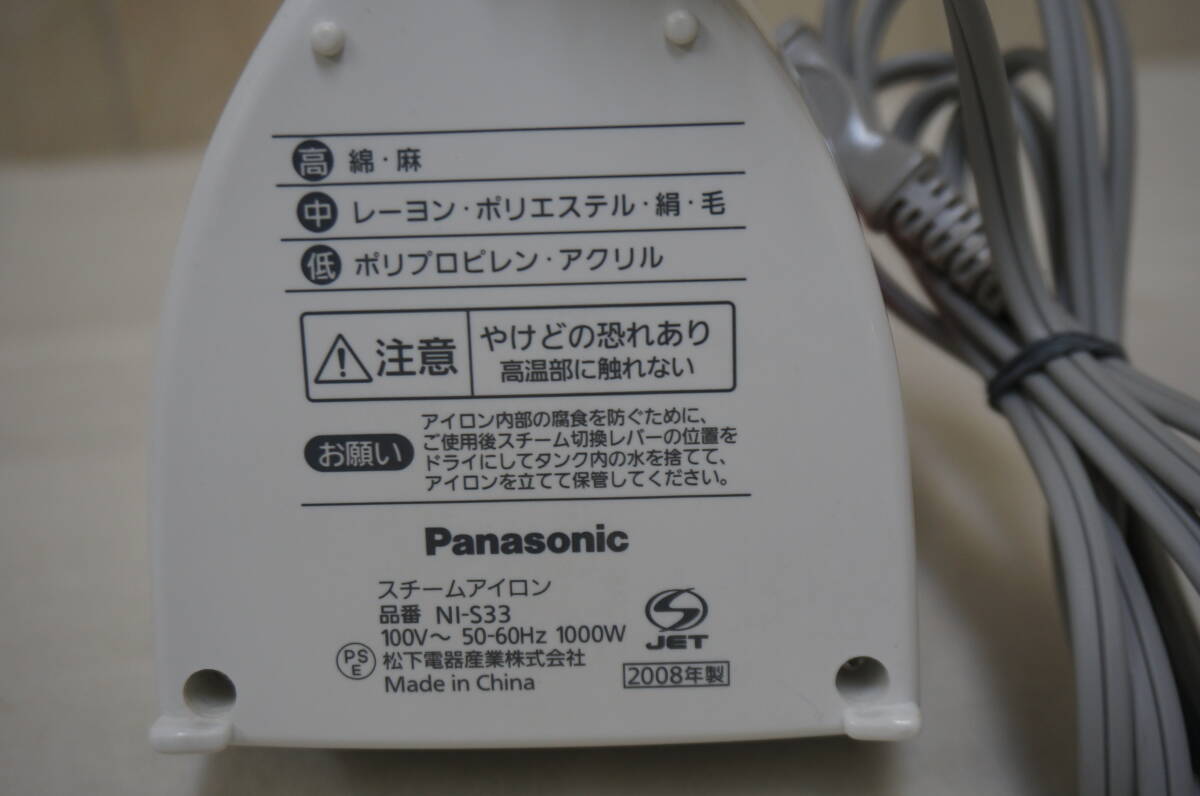 高 綿・麻
中 レーヨン・ポリエステル・絹・毛
低 ポリプロピレン・アクリル
注意
やけどの恐れあり
高温部に触れない
お願い
アイロン内部の腐食を防ぐために、
ご使用後スチーム切換レバーの位置を
ドライにしてタンク内の水を捨てて、
アイロンを立てて保管してください。
Panasonic
スチームアイロン
品番 NI-S33
100V～ 50-60Hz 1000W
JET
PSE 松下電器産業株式会社
Made in China
2008年製